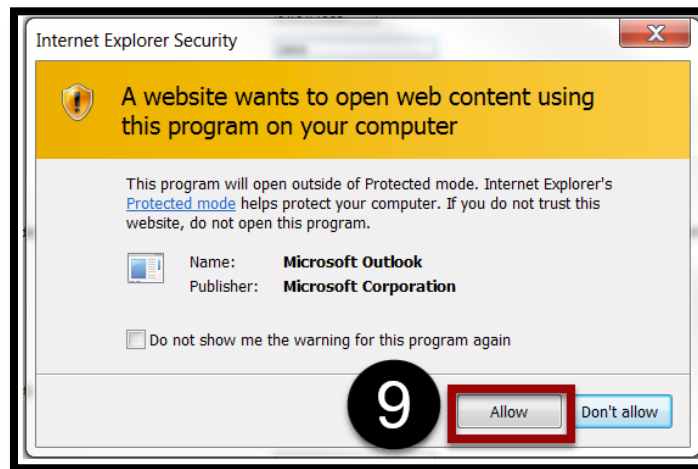 Internet Explorer Security
X
A website wants to open web content using
this program on your computer
This program will open outside of Protected mode. Internet Explorer's
Protected mode helps protect your computer. If you do not trust this
website, do not open this program.
Name: Microsoft Outlook
Publisher: Microsoft Corporation
Do not show me the warning for this program again
9 Allow Don't allow